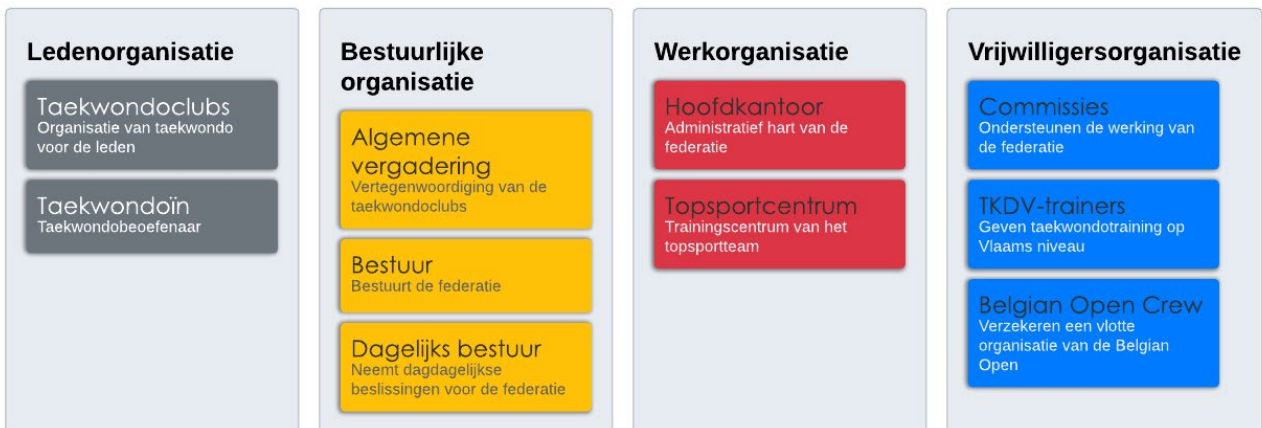 Ledenorganisatie
Taekwondoclubs
Organisatie van taekwondo
voor de leden
Taekwondoïn
Taekwondobeoefenaar
Bestuurlijke
organisatie
Algemene
vergadering
Vertegenwoordiging van de
taekwondoclubs
Bestuur
Bestuurt de federatie
Dagelijks bestuur
Neemt dagdagelijkse
beslissingen voor de federatie
Werkorganisatie
Hoofdkantoor
Administratief hart van de
federatie
Topsportcentrum
Trainingscentrum van het
topsportteam
Vrijwilligersorganisatie
Commissies
Ondersteunen de werking van
de federatie
TKDV-trainers
Geven taekwondotraining op
Vlaams niveau
Belgian Open Crew
Verzekeren een vlotte
organisatie van de Belgian
Open